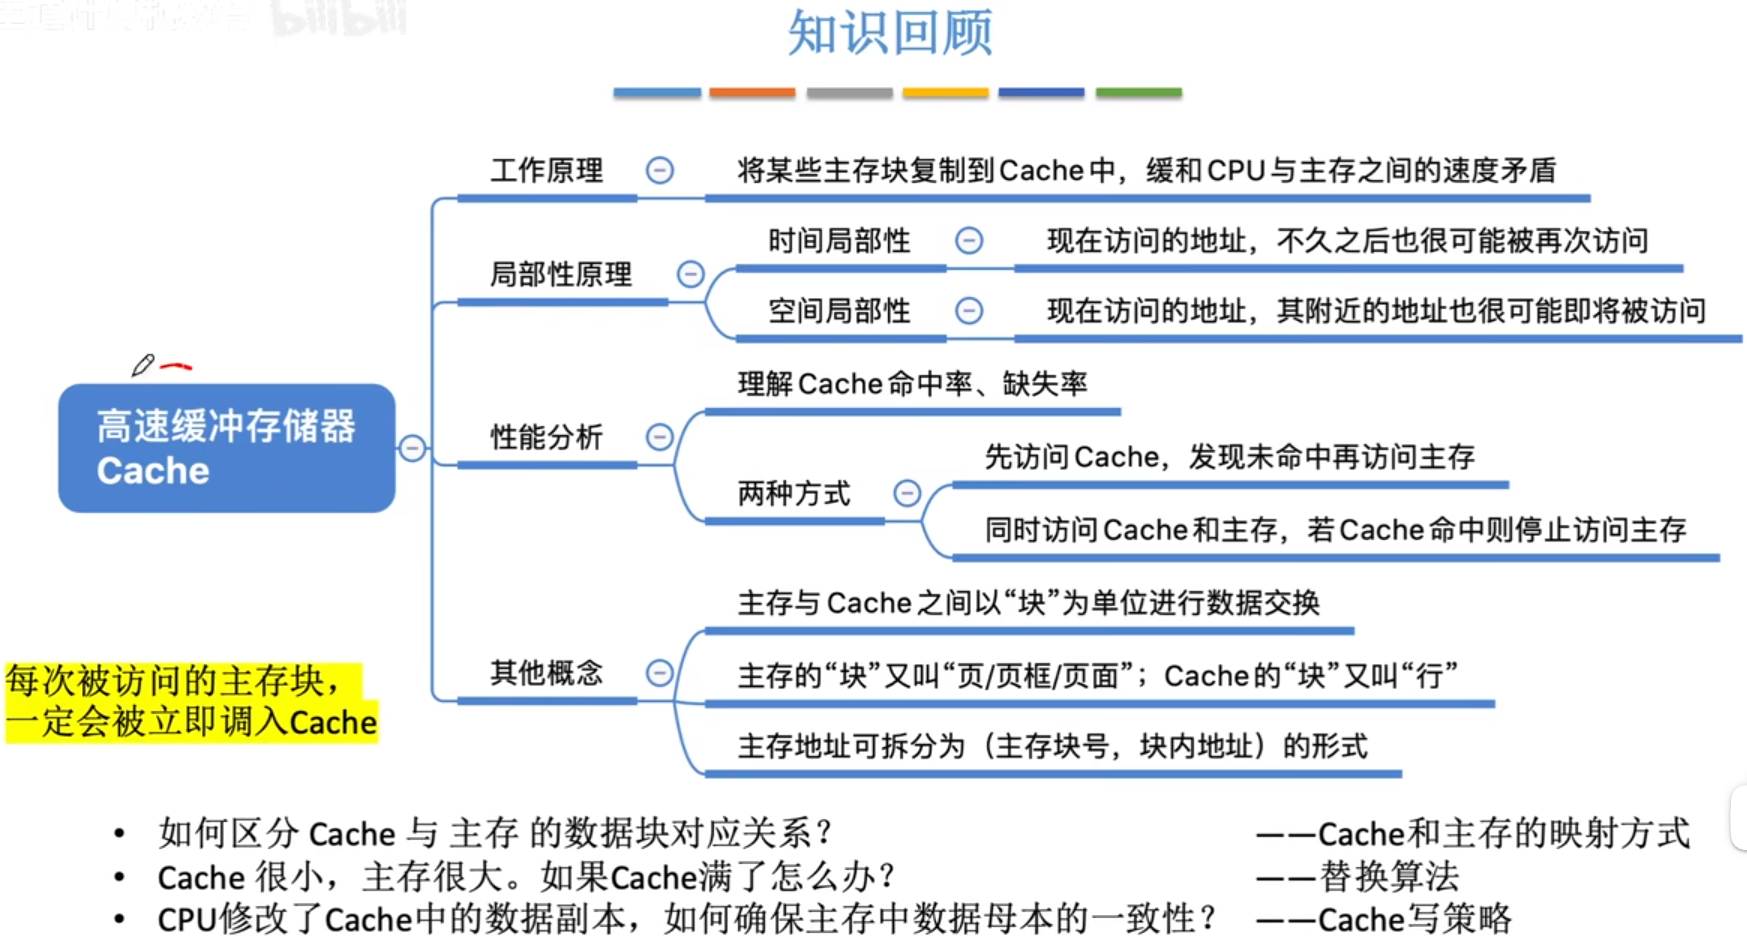 bilibili
知识回顾
工作原理
将某些主存块复制到Cache中，缓和CPU与主存之间的速度矛盾
局部性原理
时间局部性
现在访问的地址，不久之后也很可能被再次访问
空间局部性
现在访问的地址，其附近的地址也很可能即将被访问
高速缓冲存储器
Cache
性能分析
理解Cache命中率、缺失率
两种方式
先访问Cache，发现未命中再访问主存
同时访问Cache和主存，若Cache命中则停止访问主存
其他概念
主存与Cache之间以“块”为单位进行数据交换
主存的“块”又叫“页/页框/页面”；Cache的“块”又叫“行”
主存地址可拆分为（主存块号，块内地址）的形式
每次被访问的主存块，
一定会被立即调入Cache
• 如何区分 Cache 与 主存 的数据块对应关系？ ——Cache和主存的映射方式
• Cache 很小，主存很大。如果Cache满了怎么办？ ——替换算法
• CPU修改了Cache中的数据副本，如何确保主存中数据母本的一致性？ ——Cache写策略